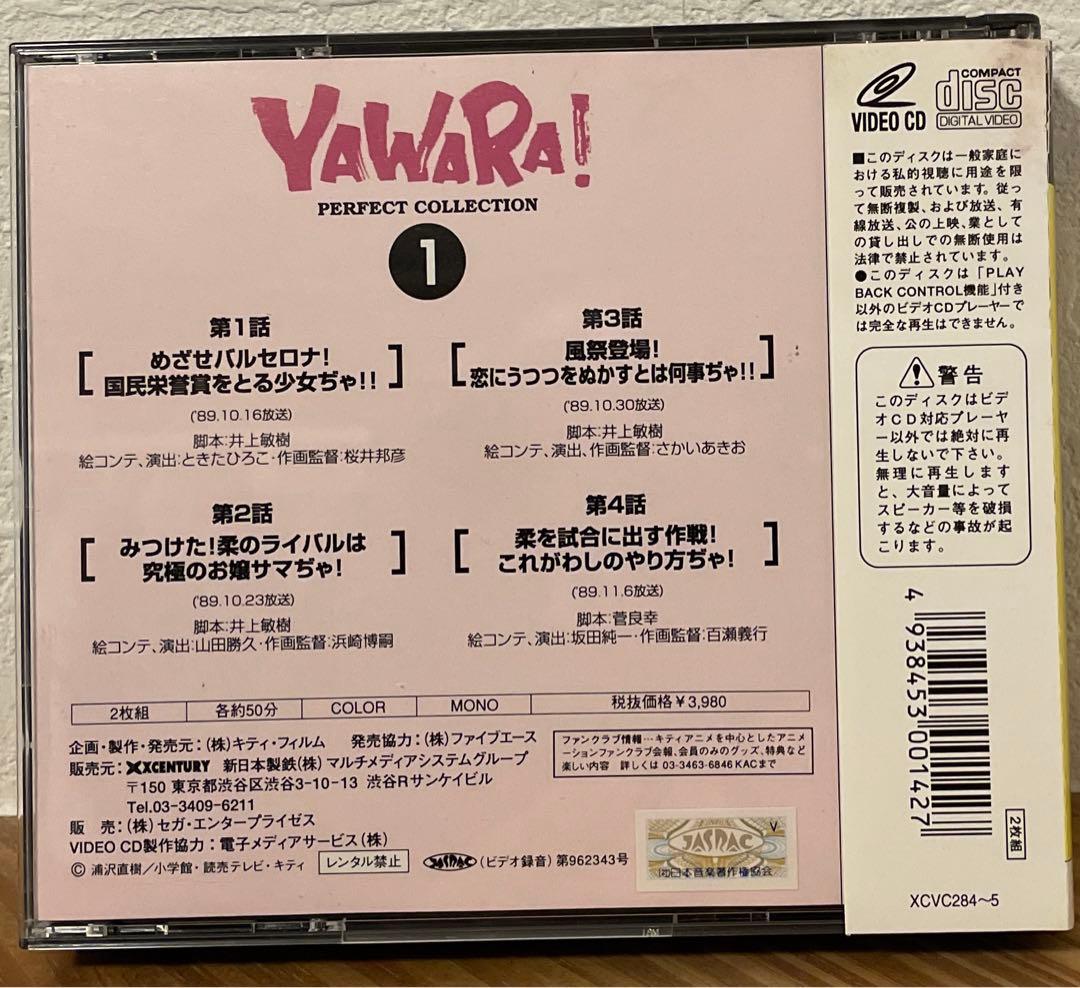 YAWARA!
PERFECT COLLECTION
1
第1話
めざせバルセロナ!
国民栄誉賞をとる少女ぢゃ!!
('89.10.16放送)
脚本:井上敏樹
絵コンテ、演出:ときたひろこ・作画監督:桜井邦彦
第2話
みつけた!柔のライバルは
究極のお嬢サマぢゃ!
('89.10.23放送)
脚本:井上敏樹
絵コンテ、演出:山田勝久・作画監督:浜崎博嗣
第3話
風祭登場!
恋にうつつをぬかすとは何事ぢゃ!!
('89.10.30放送)
脚本:井上敏樹
絵コンテ、演出、作画監督:さかいあきお
第4話
柔を試合に出す作戦!
これがわしのやり方ぢゃ!
('89.11.6放送)
脚本:菅良幸
絵コンテ、演出:坂田純一・作画監督:百瀬義行
2枚組 各約50分 COLOR MONO 税抜価格¥3,980
企画・製作・発売元:(株)キティ・フィルム 発売協力:(株)ファイブエース
販売元:XXCENTURY 新日本製鉄(株)マルチメディアシステムグループ
〒150 東京都渋谷区渋谷3-10-13 渋谷Rサンケイビル
Tel.03-3409-6211
販 売:(株)セガ・エンタープライゼス
VIDEO CD製作協力:電子メディアサービス(株)
© 浦沢直樹/小学館・読売テレビ・キティ レンタル禁止 JASRAC (ビデオ録音)第962343号
ファンクラブ情報…キティアニメを中心としたアニメ
ーションファンクラブ会報、会員のみのグッズ、特典など
楽しい内容 詳しくは 03-3463-6846 KACまで
V
JASRAC
(社)日本音楽著作権協会
VIDEO CD
COMPACT
disc
DIGITAL VIDEO
■このディスクは一般家庭に
おける私的視聴に用途を限
って販売されています。従っ
て無断複製、および放送、有
線放送、公の上映、業として
の貸し出しでの無断使用は
法律で禁止されています。
●このディスクは「PLAY
BACK CONTROL機能」付き
以外のビデオCDプレーヤーで
は完全な再生はできません。
警告
このディスクはビデ
オCD対応プレーヤ
ー以外では絶対に再
生しないで下さい。
無理に再生します
と、大音量によって
スピーカー等を破損
するなどの事故が起
こります。
4 938453 001427
2枚組
XCVC284〜5